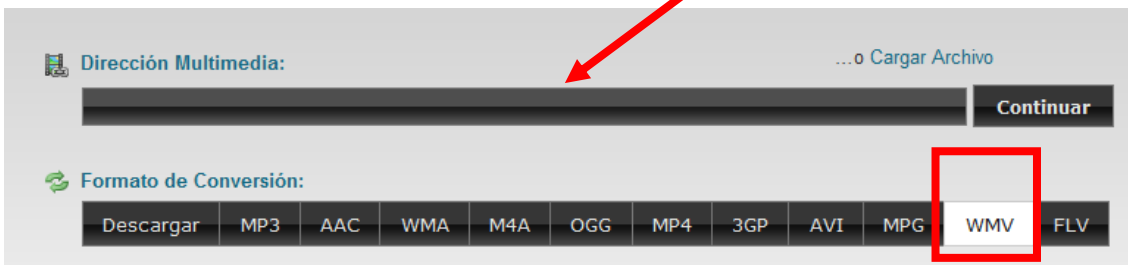 Dirección Multimedia: ...o Cargar Archivo
Continuar
Formato de Conversión:
Descargar MP3 AAC WMA M4A OGG MP4 3GP AVI MPG WMV FLV